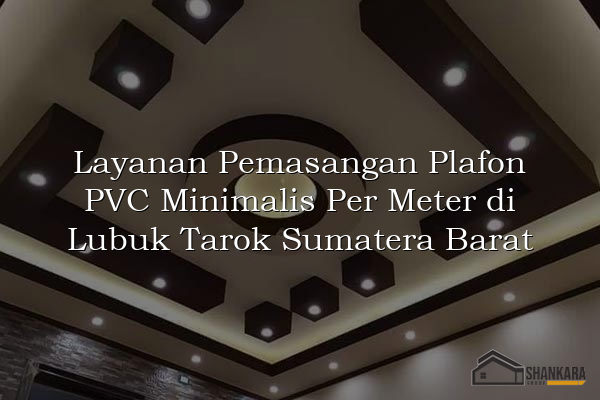 Layanan Pemasangan Plafon
PVC Minimalis Per Meter di
Lubuk Tarok Sumatera Barat
SHANKARA